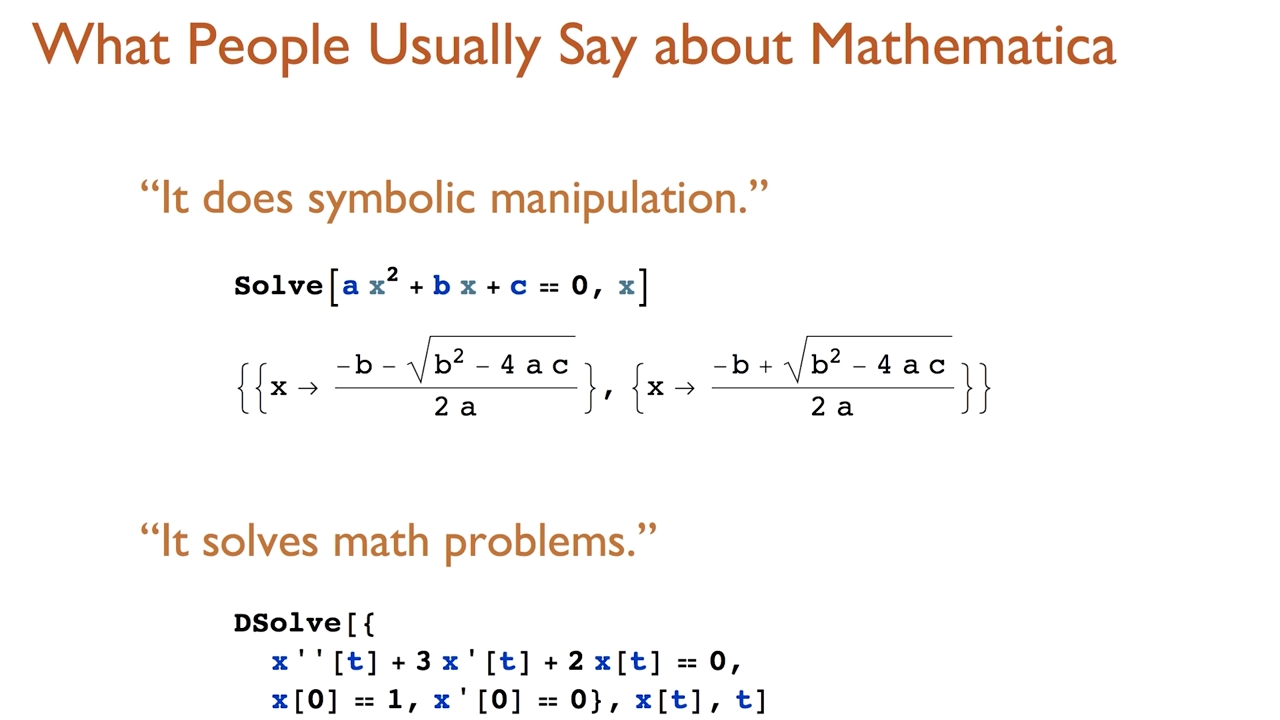 What People Usually Say about Mathematica
“It does symbolic manipulation.”
Solve[a x² + b x + c == 0, x]
{{x → (-b - √(b² - 4 a c))/(2 a)}, {x → (-b + √(b² - 4 a c))/(2 a)}}
“It solves math problems.”
DSolve[{
x''[t] + 3 x'[t] + 2 x[t] == 0,
x[0] == 1, x'[0] == 0}, x[t], t]